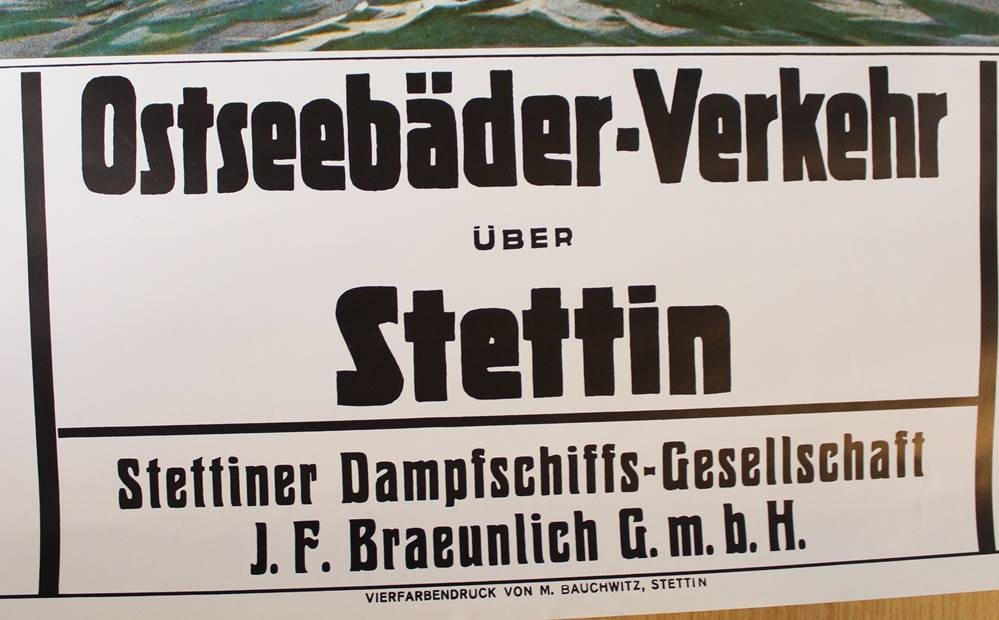 Ostseebäder-Verkehr
ÜBER
Stettin
Stettiner Dampfschiffs-Gesellschaft
J. F. Braeunlich G. m. b. H.
VIERFARBENDRUCK VON M. BAUCHWITZ, STETTIN